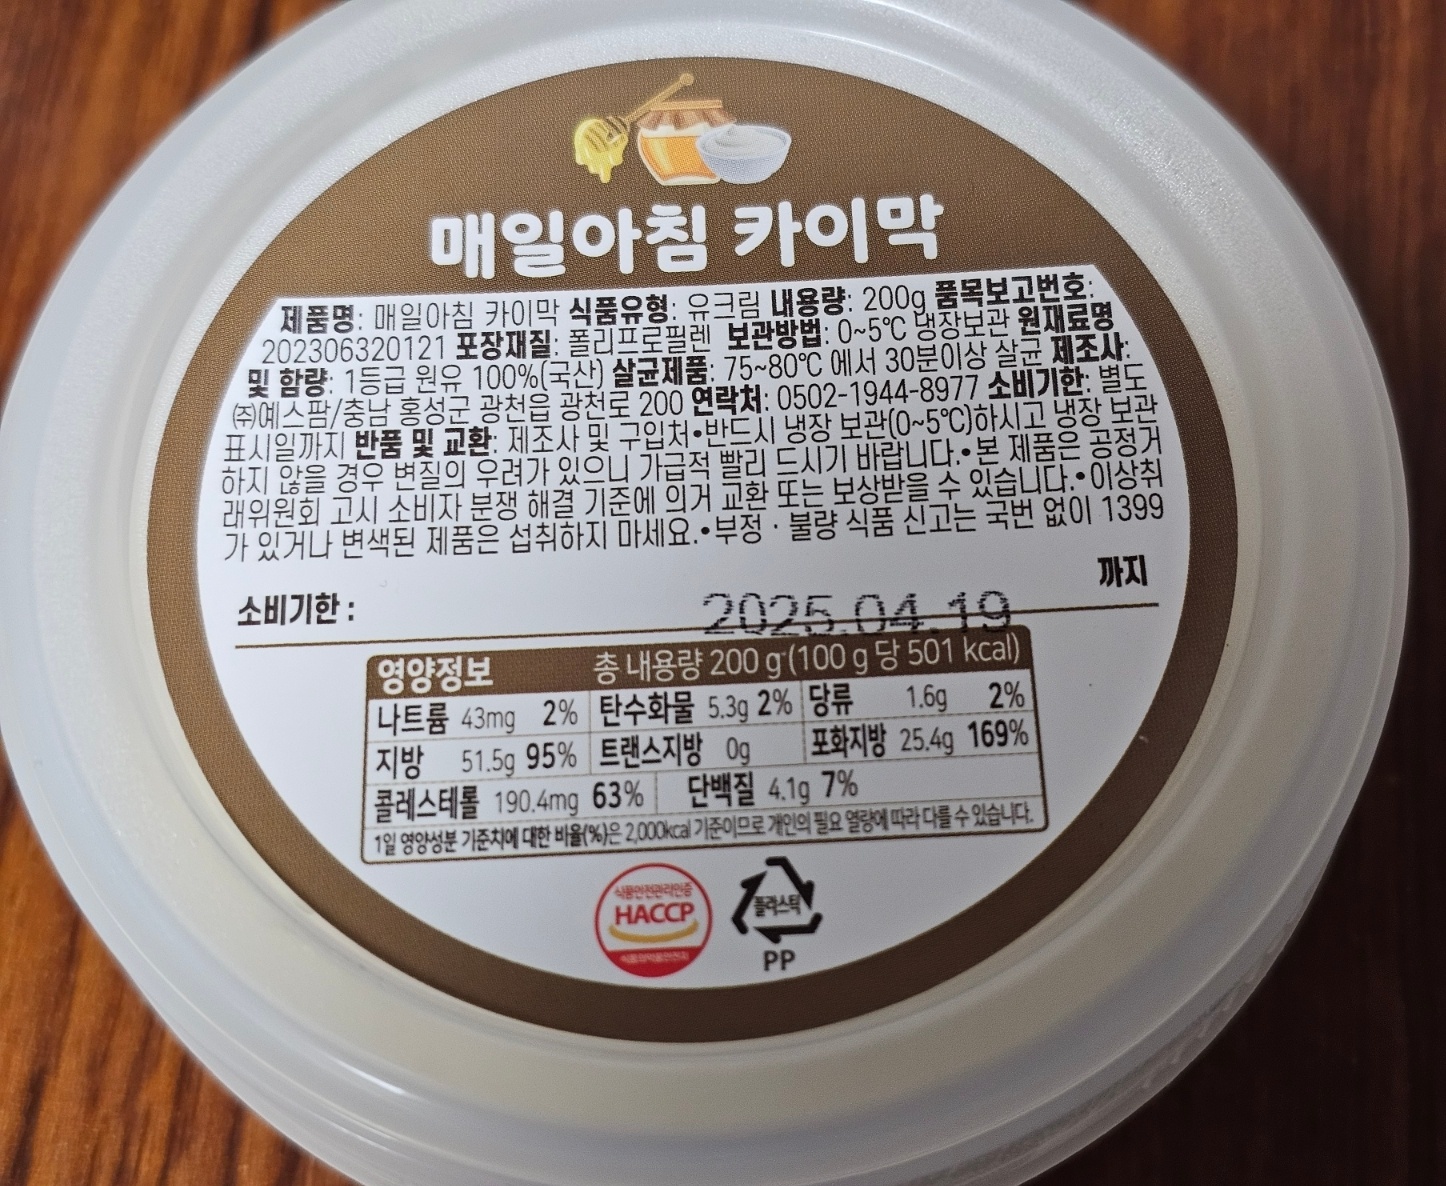 매일아침 카이막
제품명: 매일아침 카이막 식품유형: 유크림 내용량: 200g 품목보고번호:
202306320121 포장재질: 폴리프로필렌 보관방법: 0~5℃ 냉장보관 원재료명
및 함량: 1등급 원유 100%(국산) 살균제품: 75~80℃ 에서 30분이상 살균 제조사:
㈜예스팜/충남 홍성군 광천읍 광천로 200 연락처: 0502-1944-8977 소비기한: 별도
표시일까지 반품 및 교환: 제조사 및 구입처•반드시 냉장 보관(0~5℃)하시고 냉장 보관
하지 않을 경우 변질의 우려가 있으니 가급적 빨리 드시기 바랍니다.•본 제품은 공정거
래위원회 고시 소비자 분쟁 해결 기준에 의거 교환 또는 보상받을 수 있습니다.•이상취
가 있거나 변색된 제품은 섭취하지 마세요.•부정 · 불량 식품 신고는 국번 없이 1399
소비기한 : 2025.04.19 까지
영양정보 총 내용량 200 g (100 g 당 501 kcal)
나트륨 43mg 2% 탄수화물 5.3g 2% 당류 1.6g 2%
지방 51.5g 95% 트랜스지방 0g 포화지방 25.4g 169%
콜레스테롤 190.4mg 63% 단백질 4.1g 7%
1일 영양성분 기준치에 대한 비율(%)은 2,000kcal 기준이므로 개인의 필요 열량에 따라 다를 수 있습니다.
식품안전관리인증
HACCP
식품의약품안전처
플라스틱
PP